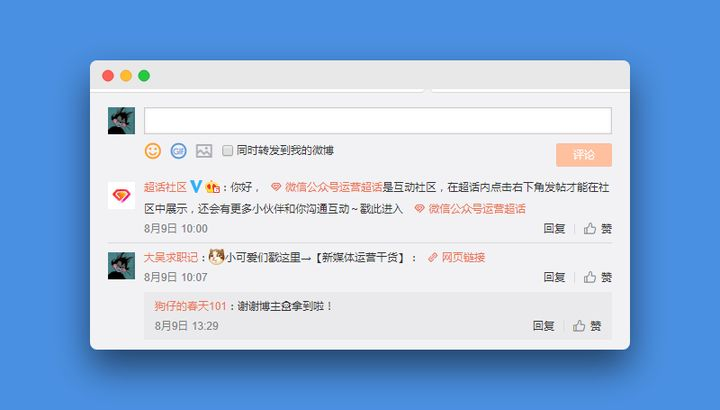 GIF
同时转发到我的微博
评论
超话社区:你好, 微信公众号运营超话是互动社区,在超话内点击右下角发帖才能在社
区中展示,还会有更多小伙伴和你沟通互动~戳此进入 微信公众号运营超话
8月9日 10:00 回复 赞
大吴求职记:小可爱们戳这里→【新媒体运营干货】: 网页链接
8月9日 10:07 回复 赞
狗仔的春天101:谢谢博主拿到啦!
8月9日 13:29 回复 赞